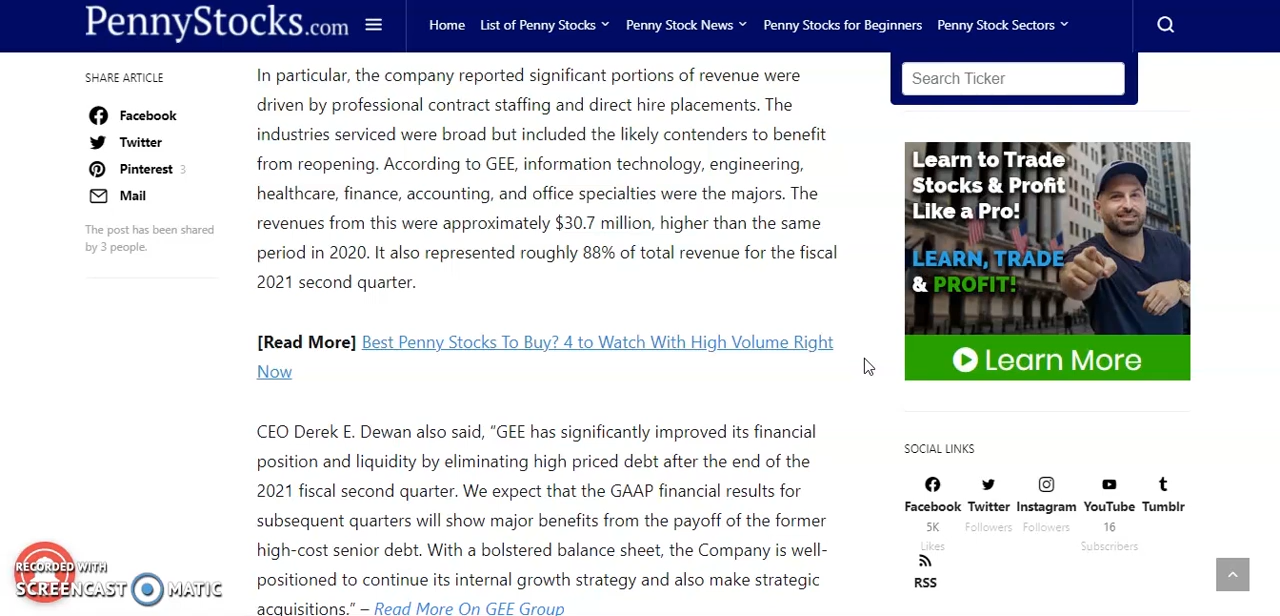 PennyStocks.com
Home List of Penny Stocks Penny Stock News Penny Stocks for Beginners Penny Stock Sectors
SHARE ARTICLE
Facebook
Twitter
Pinterest 3
Mail
The post has been shared
by 3 people.
In particular, the company reported significant portions of revenue were
driven by professional contract staffing and direct hire placements. The
industries serviced were broad but included the likely contenders to benefit
from reopening. According to GEE, information technology, engineering,
healthcare, finance, accounting, and office specialties were the majors. The
revenues from this were approximately $30.7 million, higher than the same
period in 2020. It also represented roughly 88% of total revenue for the fiscal
2021 second quarter.
[Read More] Best Penny Stocks To Buy? 4 to Watch With High Volume Right
Now
CEO Derek E. Dewan also said, “GEE has significantly improved its financial
position and liquidity by eliminating high priced debt after the end of the
2021 fiscal second quarter. We expect that the GAAP financial results for
subsequent quarters will show major benefits from the payoff of the former
high-cost senior debt. With a bolstered balance sheet, the Company is well-
positioned to continue its internal growth strategy and also make strategic
acquisitions.” – Read More On GEE Group
Search Ticker
Learn to Trade
Stocks & Profit
Like a Pro!
LEARN, TRADE
& PROFIT!
Learn More
SOCIAL LINKS
Facebook Twitter Instagram YouTube Tumblr
5K Followers Followers 16
Likes Subscribers
RSS
RECORDED WITH
SCREENCAST MATIC